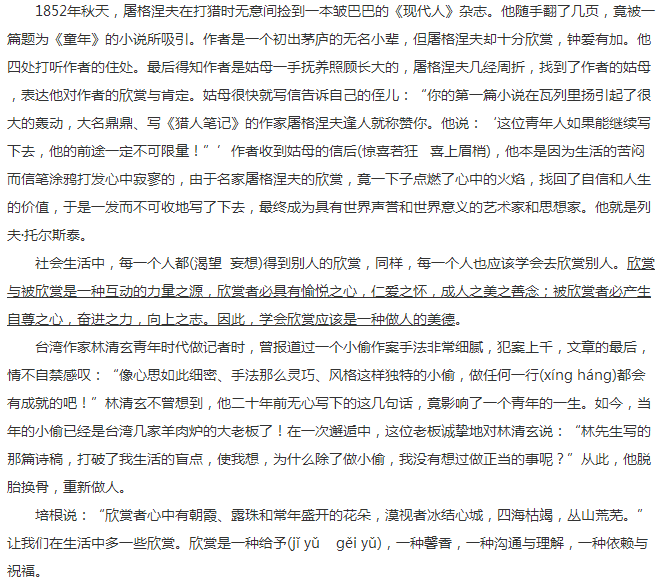 1852年秋天，屠格涅夫在打猎时无意间捡到一本皱巴巴的《现代人》杂志。他随手翻了几页，竟被一
篇题为《童年》的小说所吸引。作者是一个初出茅庐的无名小辈，但屠格涅夫却十分欣赏，钟爱有加。他
四处打听作者的住处。最后得知作者是姑母一手抚养照顾长大的，屠格涅夫几经周折，找到了作者的姑母
，表达他对作者的欣赏与肯定。姑母很快就写信告诉自己的侄儿：“你的第一篇小说在瓦列里扬引起了很
大的轰动，大名鼎鼎、写《猎人笔记》的作家屠格涅夫逢人就称赞你。他说：‘这位青年人如果能继续写
下去，他的前途一定不可限量！”’作者收到姑母的信后(惊喜若狂 喜上眉梢)，他本是因为生活的苦闷
而信笔涂鸦打发心中寂寥的，由于名家屠格涅夫的欣赏，竟一下子点燃了心中的火焰，找回了自信和人生
的价值，于是一发而不可收地写了下去，最终成为具有世界声誉和世界意义的艺术家和思想家。他就是列
夫·托尔斯泰。
社会生活中，每一个人都(渴望 妄想)得到别人的欣赏，同样，每一个人也应该学会去欣赏别人。欣赏
与被欣赏是一种互动的力量之源，欣赏者必具有愉悦之心，仁爱之怀，成人之美之善念；被欣赏者必产生
自尊之心，奋进之力，向上之志。因此，学会欣赏应该是一种做人的美德。
台湾作家林清玄青年时代做记者时，曾报道过一个小偷作案手法非常细腻，犯案上千，文章的最后，
情不自禁感叹：“像心思如此细密、手法那么灵巧、风格这样独特的小偷，做任何一行(xíng háng)都会
有成就的吧！”林清玄不曾想到，他二十年前无心写下的这几句话，竟影响了一个青年的一生。如今，当
年的小偷已经是台湾几家羊肉炉的大老板了！在一次邂逅中，这位老板诚挚地对林清玄说：“林先生写的
那篇诗稿，打破了我生活的盲点，使我想，为什么除了做小偷，我没有想过做正当的事呢？”从此，他脱
胎换骨，重新做人。
培根说：“欣赏者心中有朝霞、露珠和常年盛开的花朵，漠视者冰结心城，四海枯竭，丛山荒芜。”
让我们在生活中多一些欣赏。欣赏是一种给予(jǐ yǔ gěi yǔ)，一种馨香，一种沟通与理解，一种依赖与
祝福。